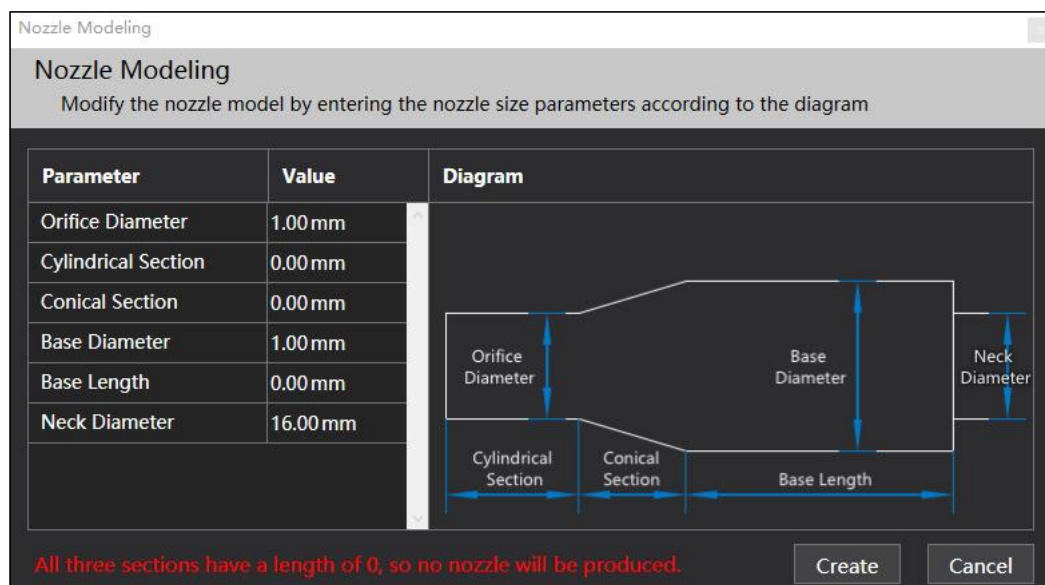 Nozzle Modeling
Nozzle Modeling
Modify the nozzle model by entering the nozzle size parameters according to the diagram
Parameter Value Diagram
Orifice Diameter 1.00 mm
Cylindrical Section 0.00 mm
Conical Section 0.00 mm
Base Diameter 1.00 mm
Base Length 0.00 mm
Neck Diameter 16.00 mm
Orifice
Diameter
Base
Diameter
Neck
Diameter
Cylindrical
Section
Conical
Section
Base Length
All three sections have a length of 0, so no nozzle will be produced.
Create Cancel